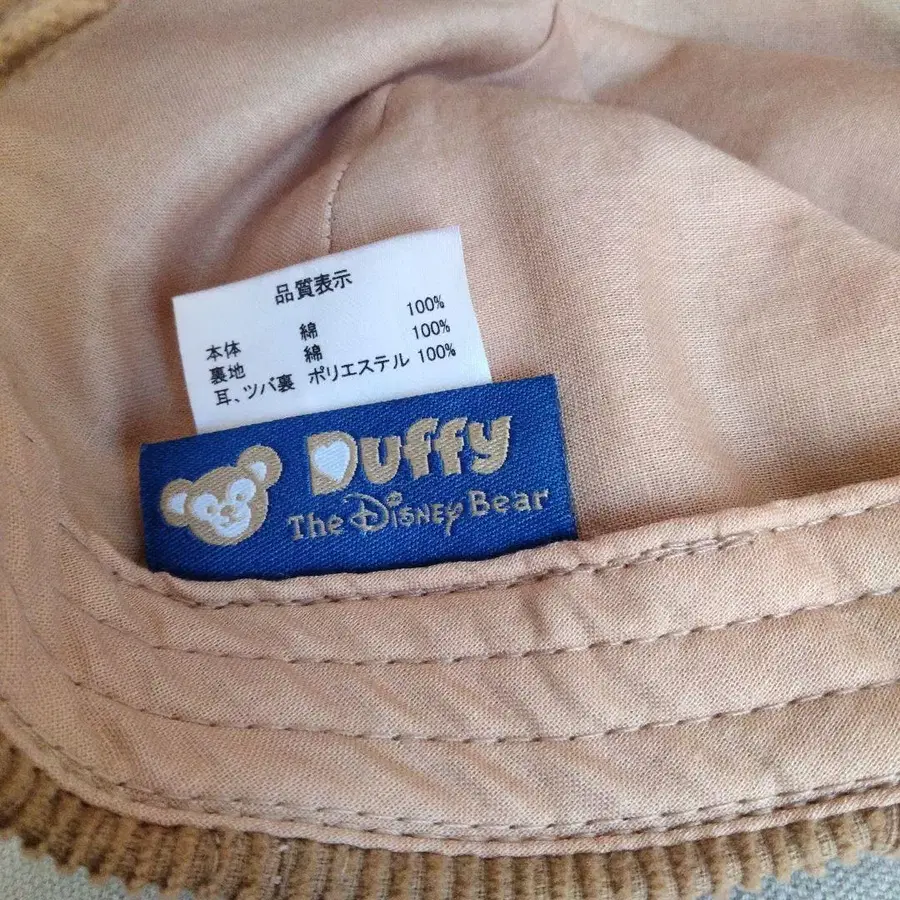 品質表示
本体 綿 100%
裏地 綿 100%
耳、ツバ裏 ポリエステル 100%
Duffy
The Disney Bear